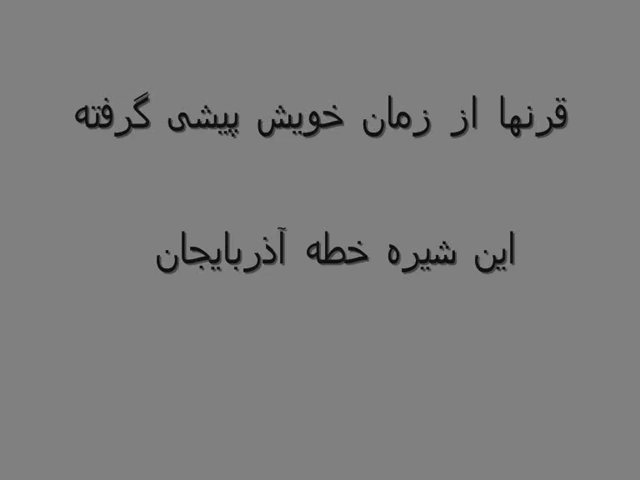 قرنها از زمان خویش پیشی گرفته
این شیره خطه آذربایجان